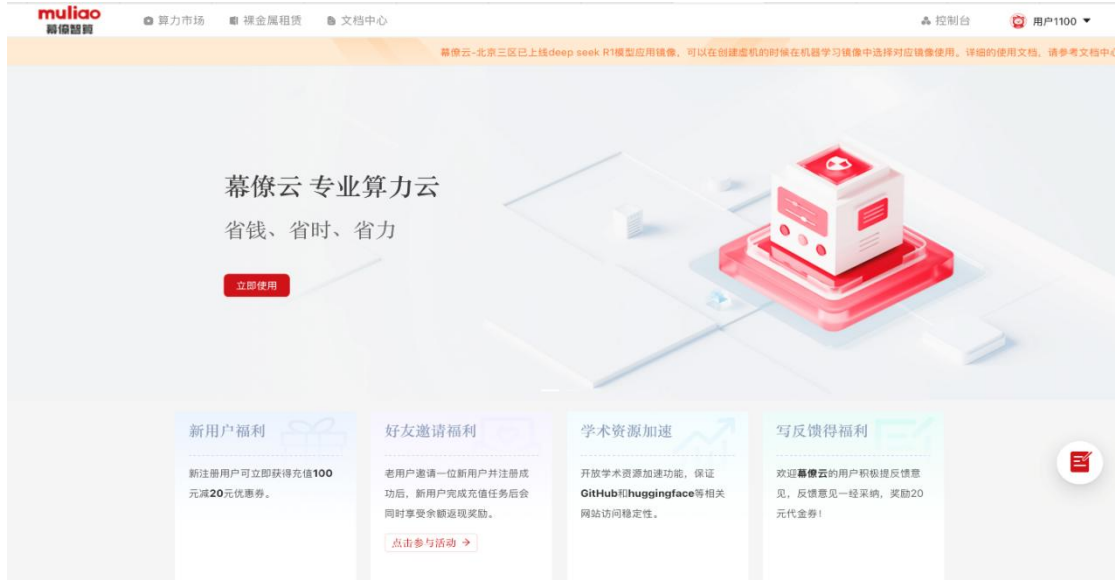 muliao
幕僚智算
算力市场
裸金属租赁
文档中心
控制台
用户1100
幕僚云-北京三区已上线deep seek R1模型应用镜像，可以在创建虚机的时候在机器学习镜像中选择对应镜像使用。详细的使用文档，请参考文档中心
幕僚云 专业算力云
省钱、省时、省力
立即使用
新用户福利
新注册用户可立即获得充值100
元减20元优惠券。
好友邀请福利
老用户邀请一位新用户并注册成
功后，新用户完成充值任务后会
同时享受余额返现奖励。
点击参与活动 →
学术资源加速
开放学术资源加速功能，保证
GitHub和huggingface等相关
网站访问稳定性。
写反馈得福利
欢迎幕僚云的用户积极提反馈意
见，反馈意见一经采纳，奖励20
元代金券！